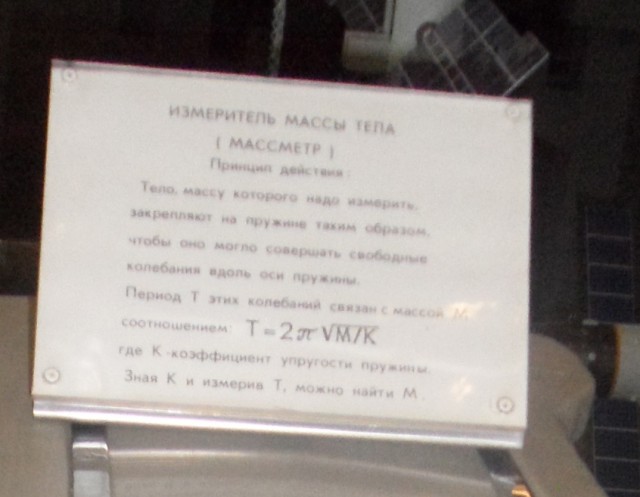 ИЗМЕРИТЕЛЬ МАССЫ ТЕЛА
( МАССМЕТР )
Принцип действия:
Тело, массу которого надо измерить,
закрепляют на пружине таким образом,
чтобы оно могло совершать свободные
колебания вдоль оси пружины.
Период Т этих колебаний связан с массой М
соотношением: T=2π√M/K
где К-коэффициент упругости пружины.
Зная К и измерив Т, можно найти М.